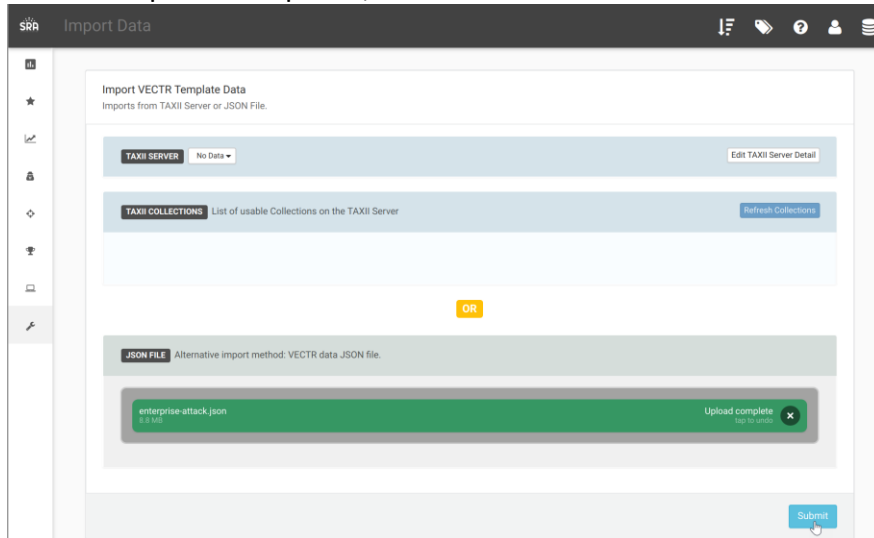 SRA Import Data
Import VECTR Template Data
Imports from TAXII Server or JSON File.
TAXII SERVER No Data Edit TAXII Server Detail
TAXII COLLECTIONS List of usable Collections on the TAXII Server Refresh Collections
OR
JSON FILE Alternative import method: VECTR data JSON file.
enterprise-attack.json Upload complete
8.8 MB tap to undo
Submit